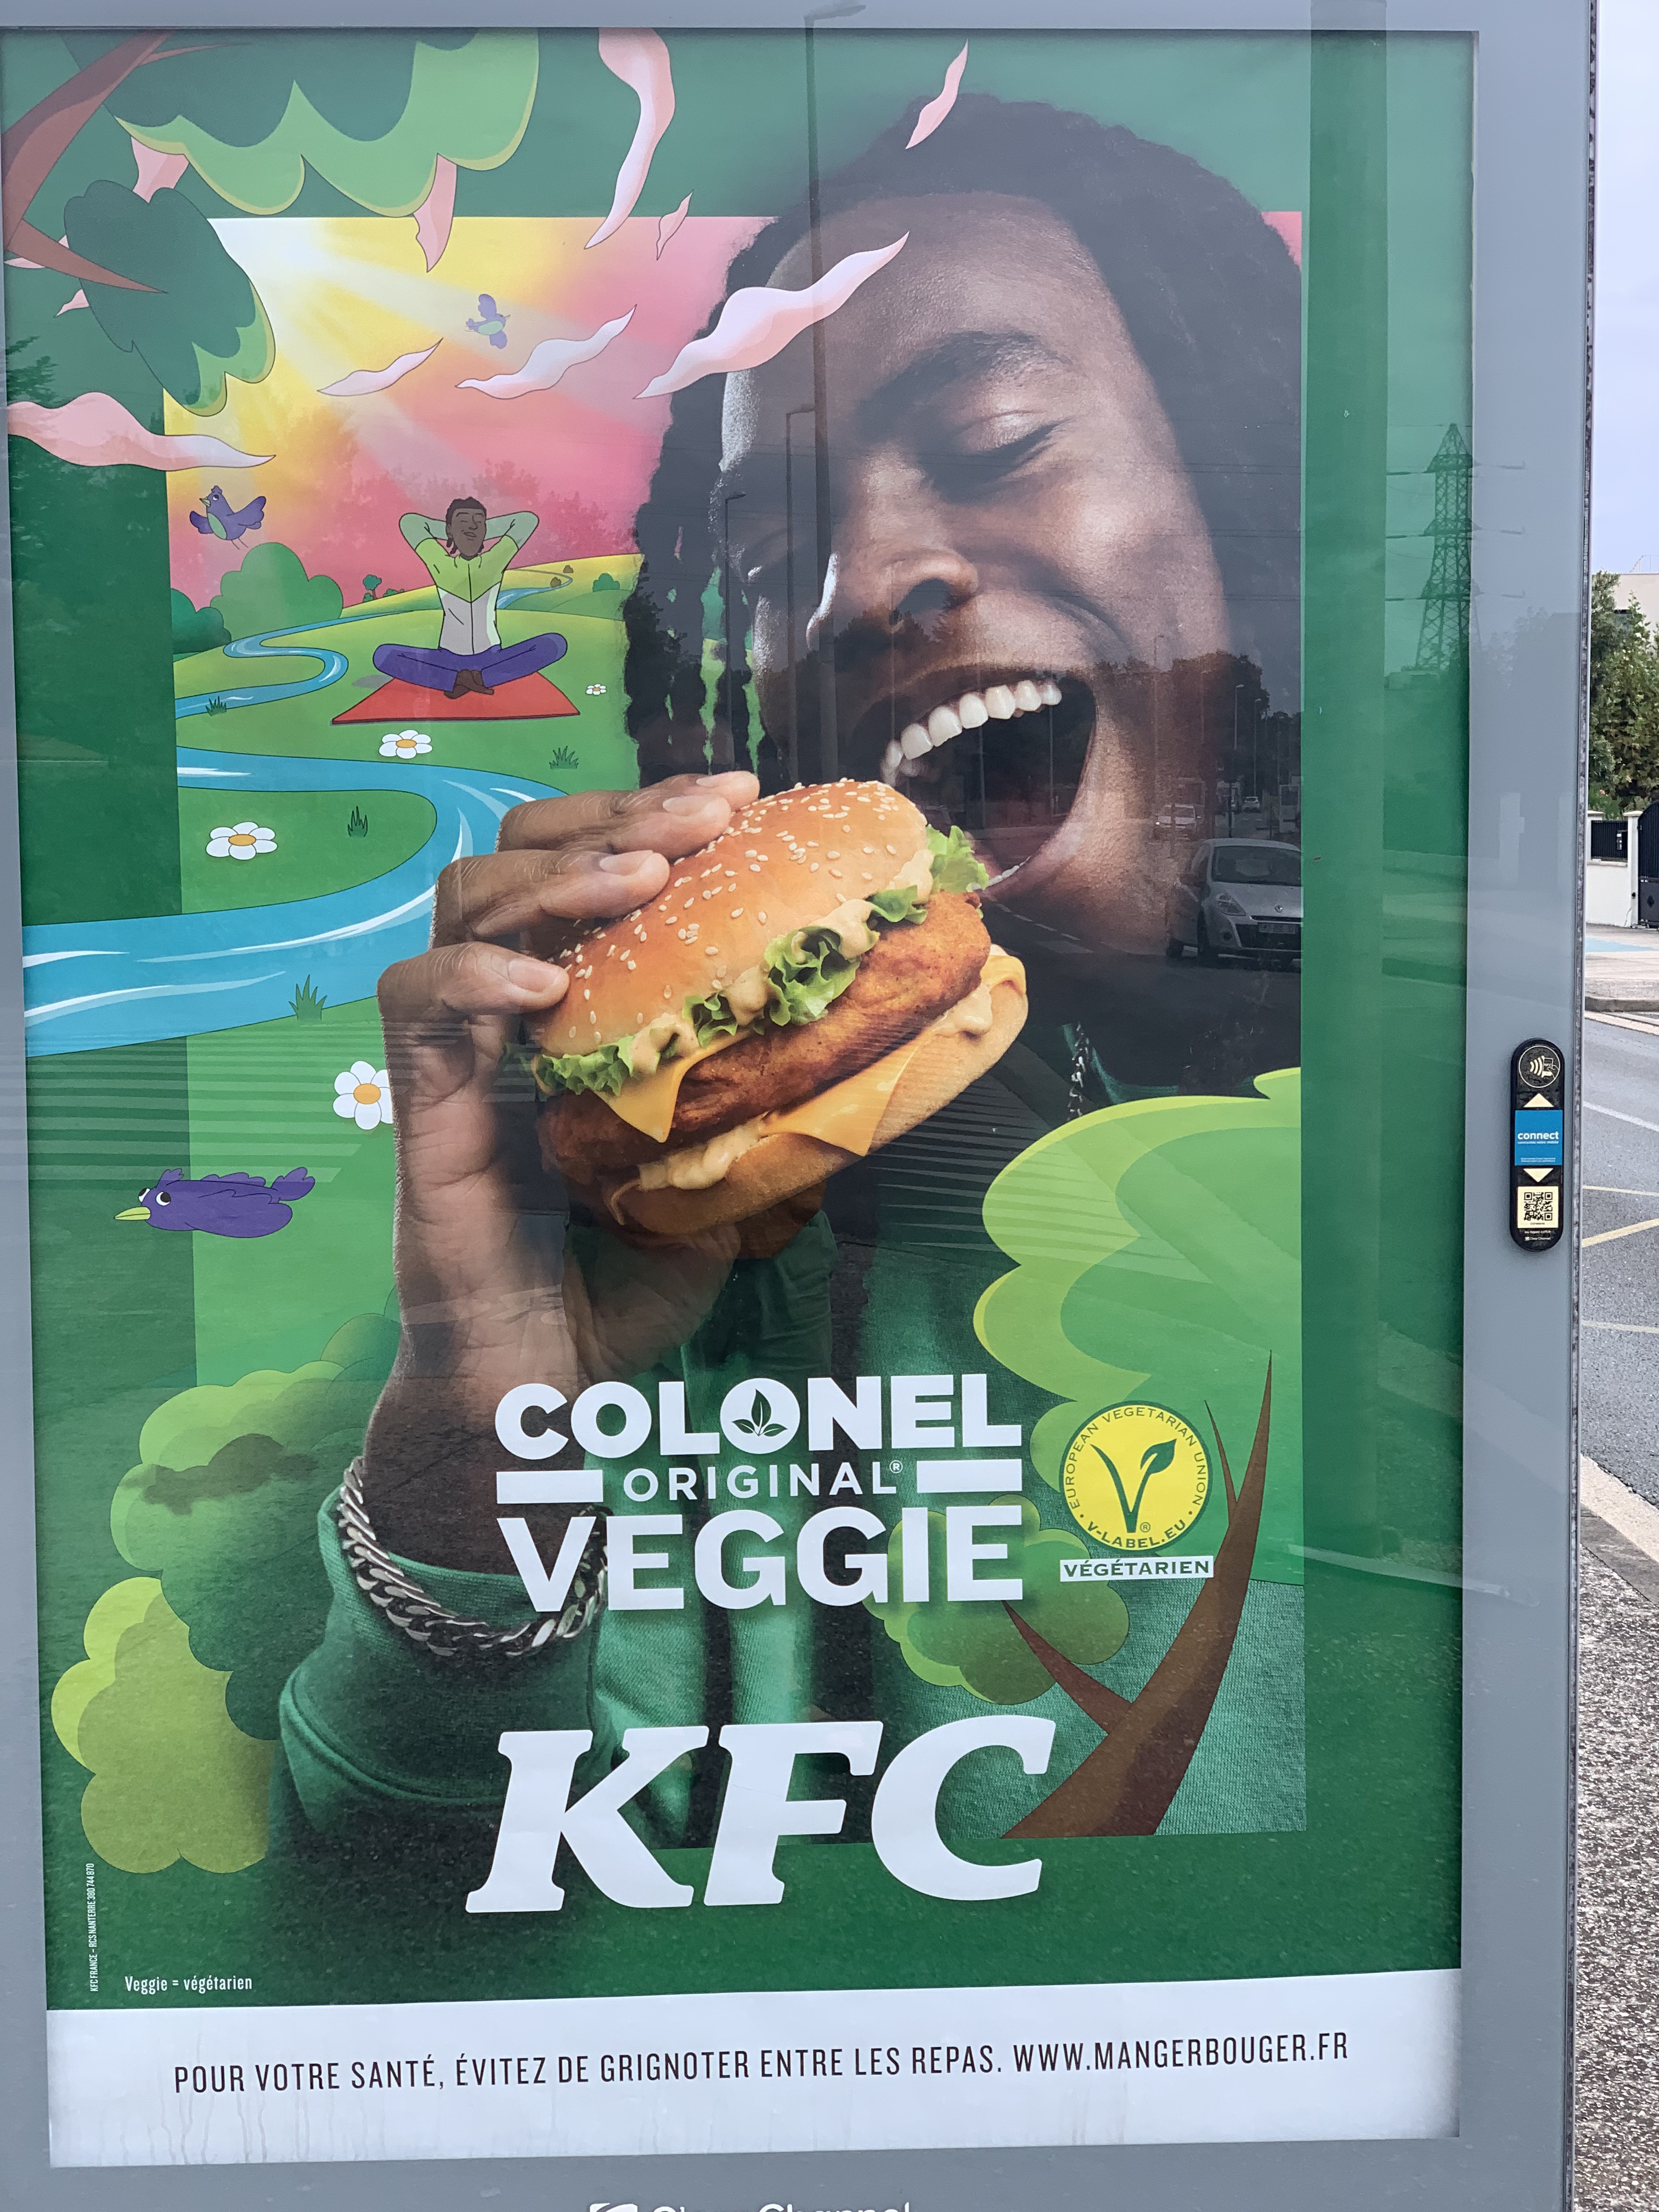 COLONEL
ORIGINAL®
VEGGIE
EUROPEAN VEGETARIAN UNION
V-LABEL.EU
VÉGÉTARIEN
KFC
connect
KFC FRANCE – RCS NANTERRE 380 744 870
Veggie = végétarien
POUR VOTRE SANTÉ, ÉVITEZ DE GRIGNOTER ENTRE LES REPAS. WWW.MANGERBOUGER.FR